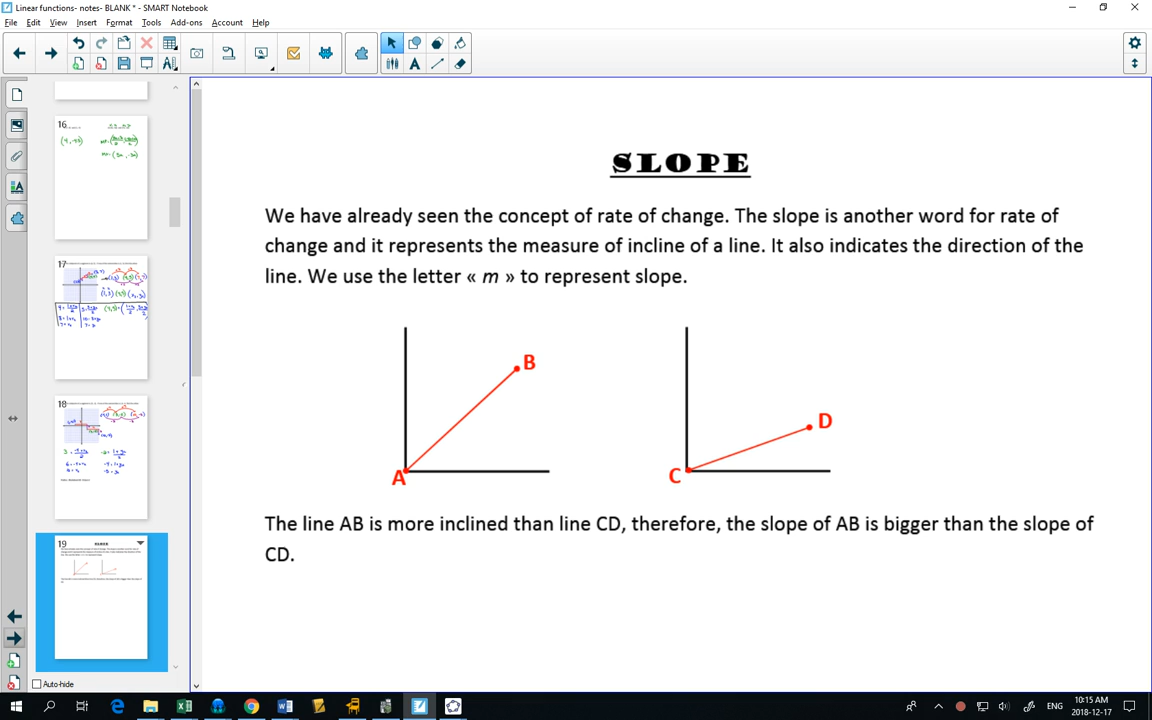 Linear functions- notes- BLANK * - SMART Notebook
File Edit View Insert Format Tools Add-ons Account Help
16
17
18
19
SLOPE
SLOPE
We have already seen the concept of rate of change. The slope is another word for rate of
change and it represents the measure of incline of a line. It also indicates the direction of the
line. We use the letter « m » to represent slope.
B
A
D
C
The line AB is more inclined than line CD, therefore, the slope of AB is bigger than the slope of
CD.
Auto-hide
ENG
10:15 AM
2018-12-17